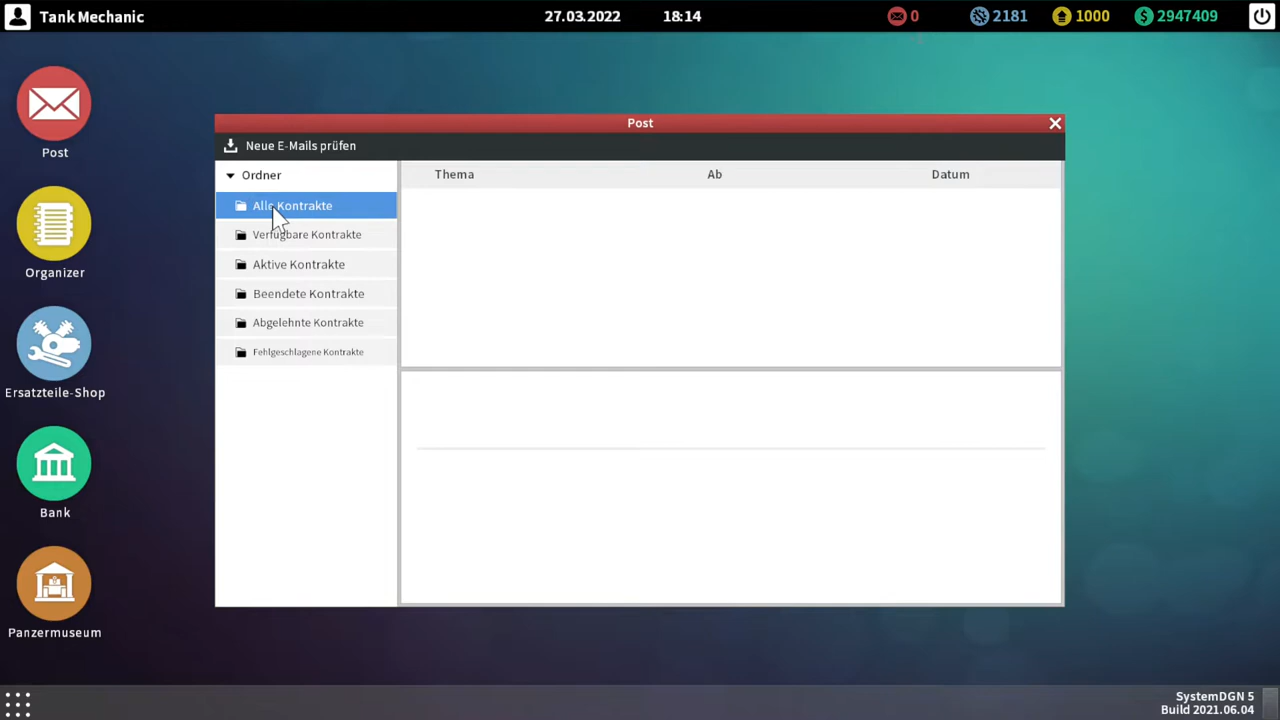 Tank Mechanic
27.03.2022 18:14
0 2181 1000 2947409
Post
Organizer
Ersatzteile-Shop
Bank
Panzermuseum
Post
Neue E-Mails prüfen
Ordner
Alle Kontrakte
Verfügbare Kontrakte
Aktive Kontrakte
Beendete Kontrakte
Abgelehnte Kontrakte
Fehlgeschlagene Kontrakte
Thema Ab Datum
SystemDGN 5
Build 2021.06.04